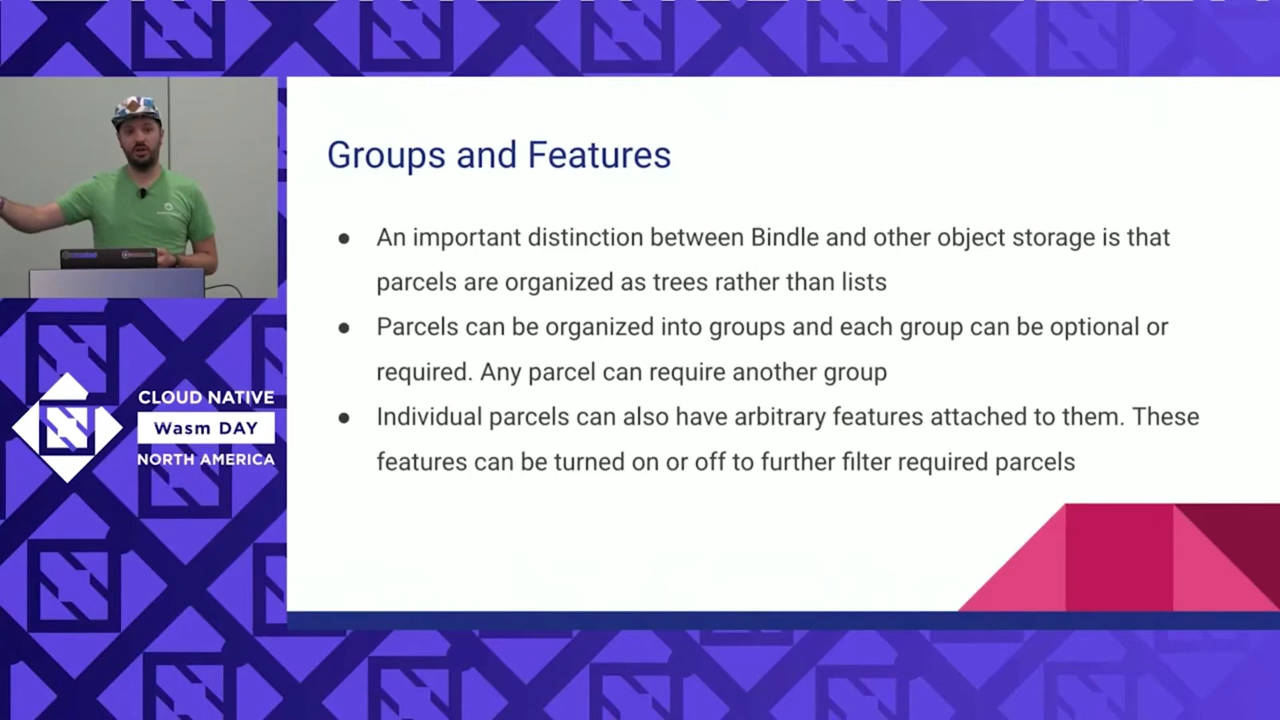 Groups and Features
● An important distinction between Bindle and other object storage is that
parcels are organized as trees rather than lists
● Parcels can be organized into groups and each group can be optional or
required. Any parcel can require another group
● Individual parcels can also have arbitrary features attached to them. These
features can be turned on or off to further filter required parcels
CLOUD NATIVE
Wasm DAY
NORTH AMERICA